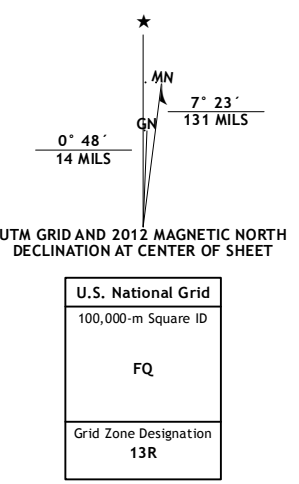 ★
MN
7° 23´
131 MILS
GN
0° 48´
14 MILS
UTM GRID AND 2012 MAGNETIC NORTH
DECLINATION AT CENTER OF SHEET
U.S. National Grid
100,000-m Square ID
FQ
Grid Zone Designation
13R